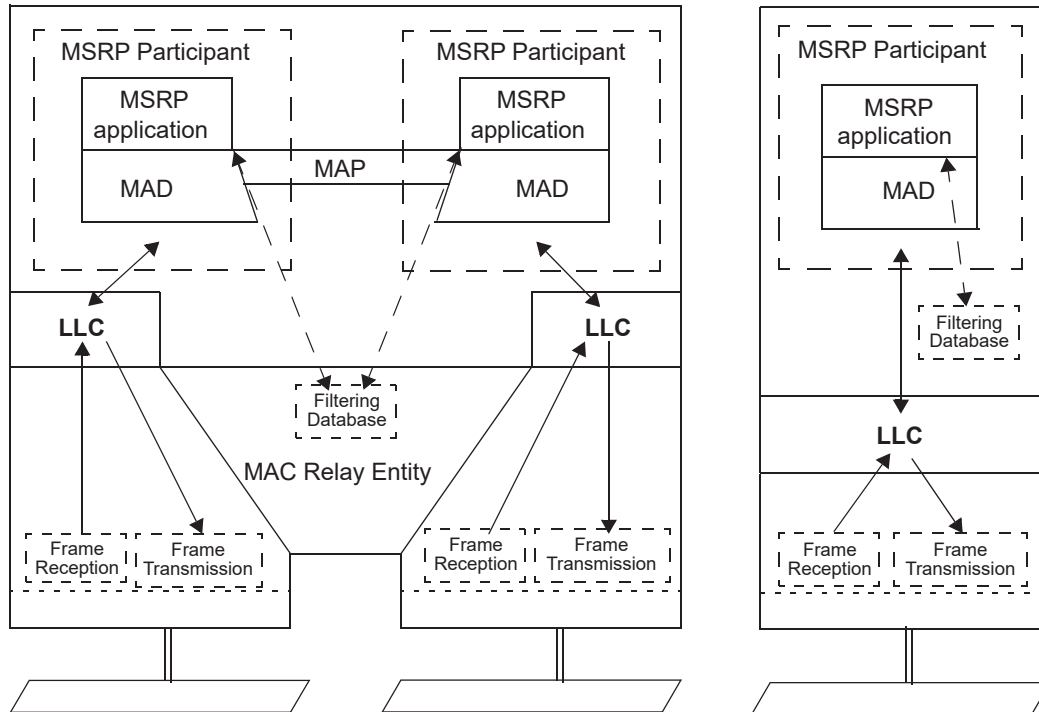 MSRP Participant
MSRP
application
MAD
MAP
MSRP Participant
MSRP
application
MAD
LLC
LLC
Filtering
Database
MAC Relay Entity
Frame
Reception
Frame
Transmission
Frame
Reception
Frame
Transmission
MSRP Participant
MSRP
application
MAD
Filtering
Database
LLC
Frame
Reception
Frame
Transmission